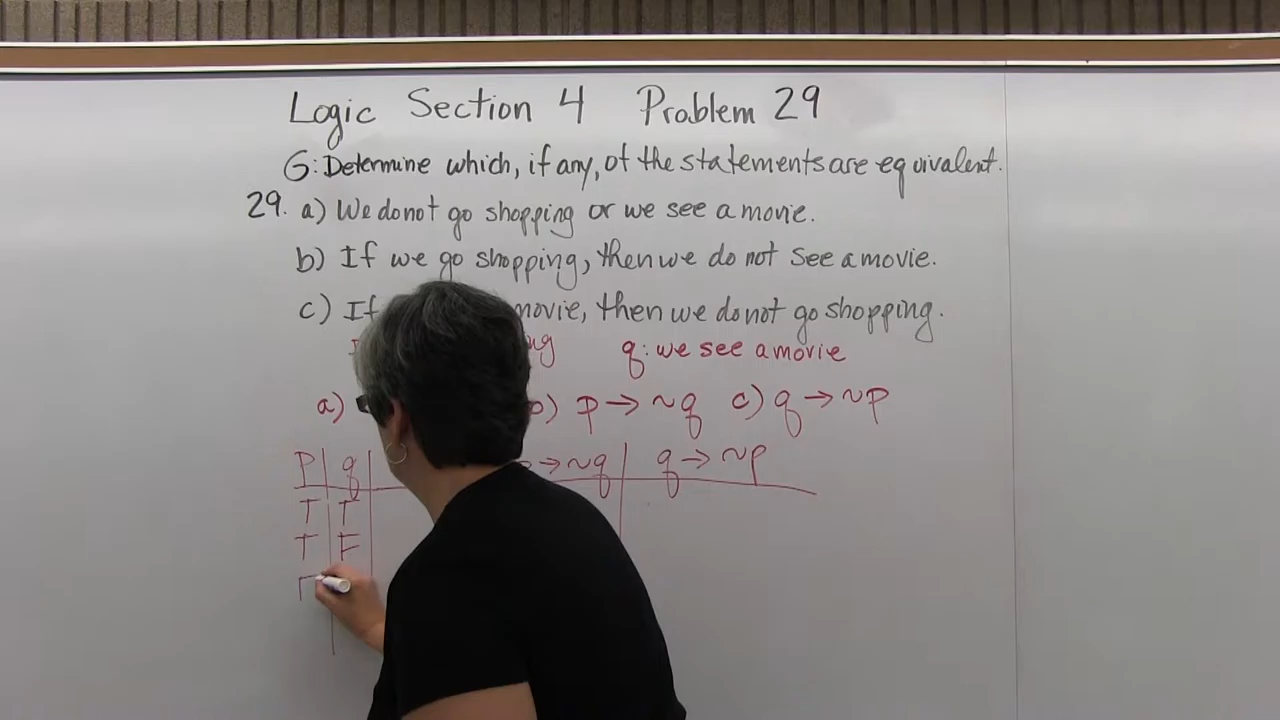 Logic Section 4 Problem 29
G: Determine which, if any, of the statements are equivalent.
29. a) We do not go shopping or we see a movie.
b) If we go shopping, then we do not see a movie.
c) If movie, then we do not go shopping.
q: we see a movie
a) b) p → ~q c) q → ~p
P q → ~q q → ~p
T T
T F